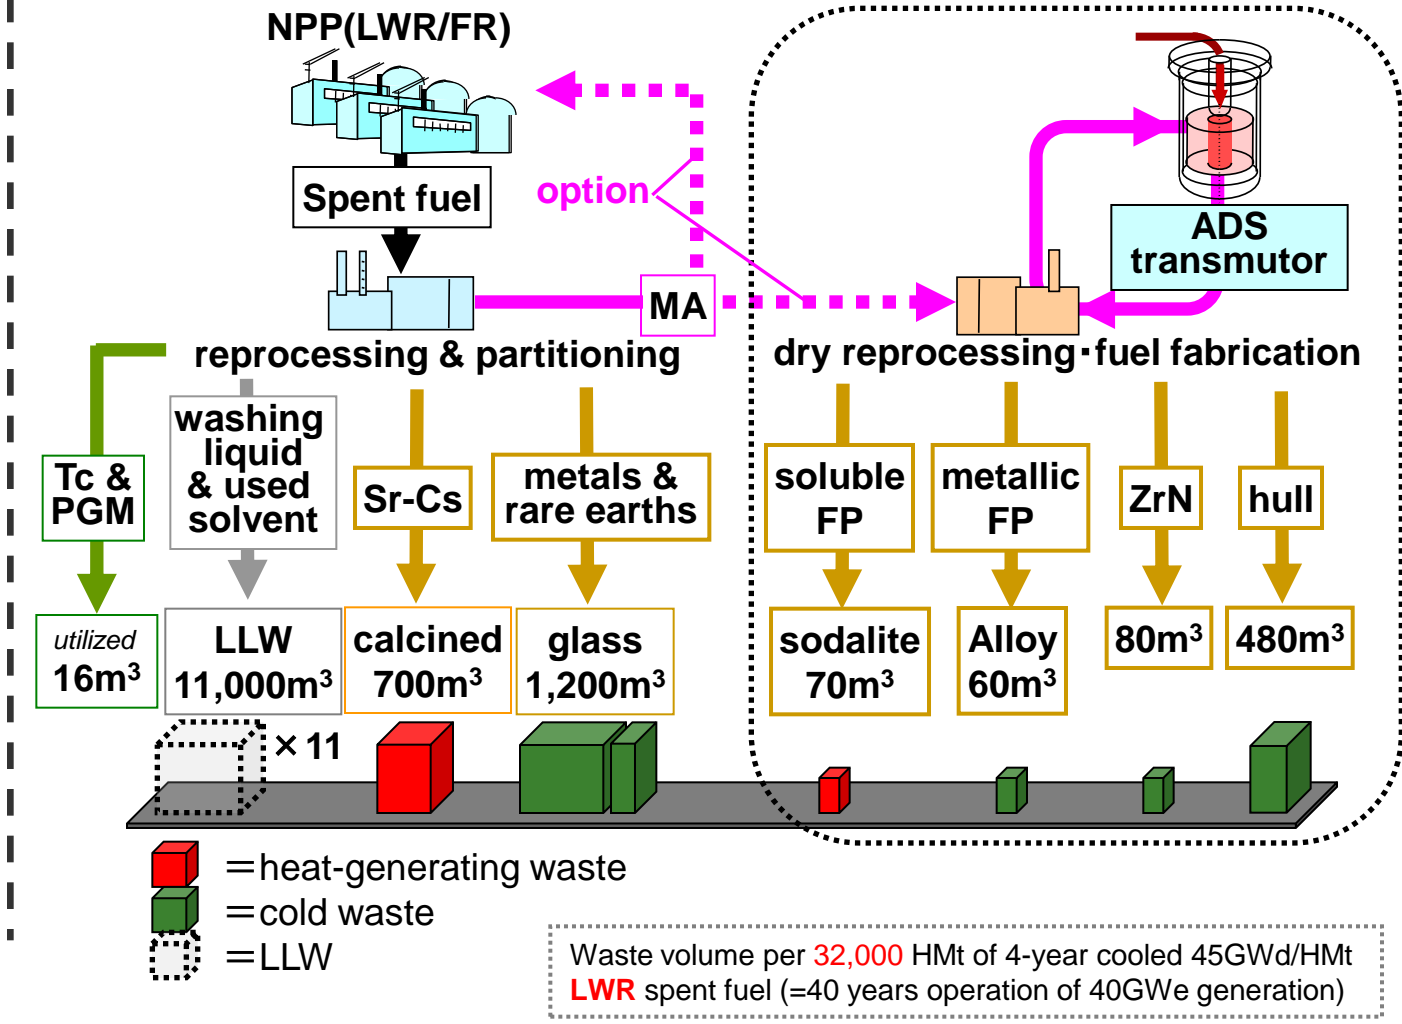 NPP(LWR/FR)
Spent fuel
option
MA
ADS
transmutor
reprocessing & partitioning
dry reprocessing・fuel fabrication
Tc &
PGM
washing
liquid
& used
solvent
Sr-Cs
metals &
rare earths
soluble
FP
metallic
FP
ZrN
hull
utilized
16m³
LLW
11,000m³
calcined
700m³
glass
1,200m³
sodalite
70m³
Alloy
60m³
80m³
480m³
×11
=heat-generating waste
=cold waste
=LLW
Waste volume per 32,000 HMt of 4-year cooled 45GWd/HMt
LWR spent fuel (=40 years operation of 40GWe generation)